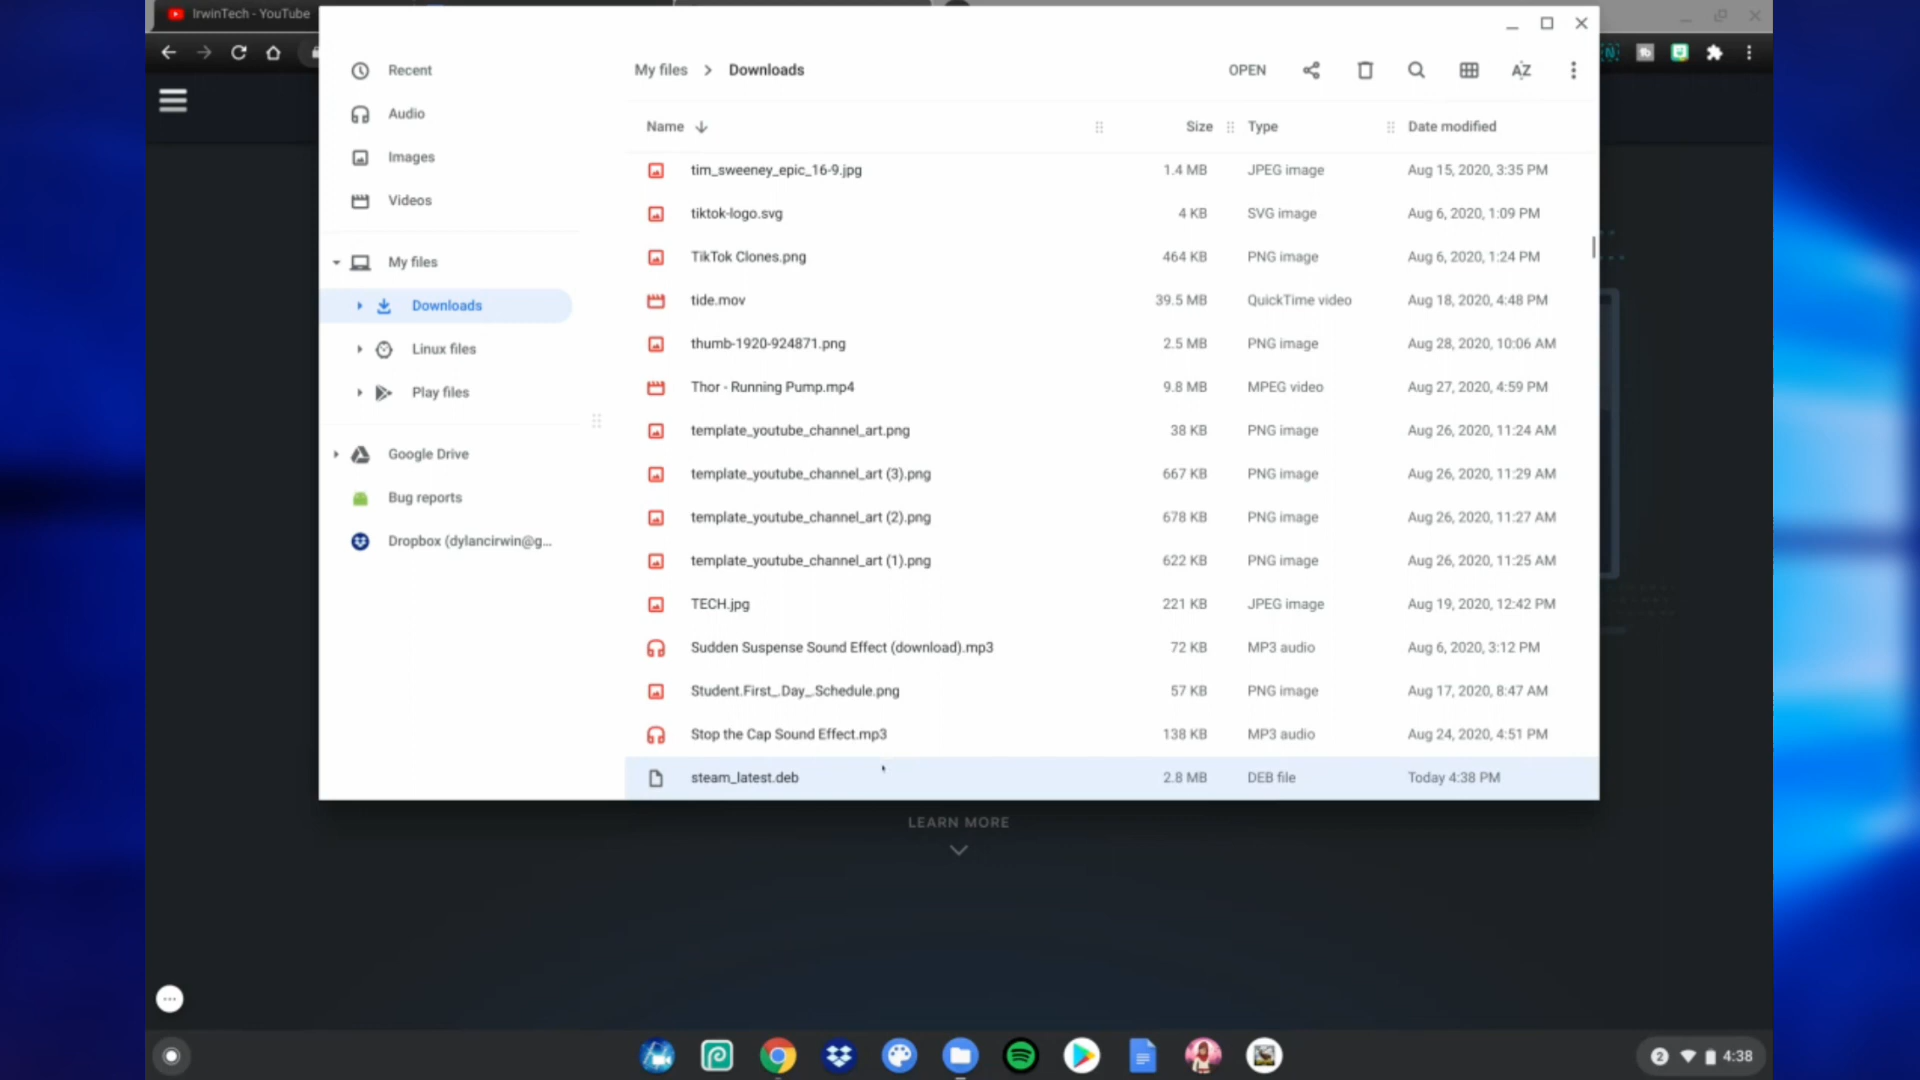 IrwinTech - YouTube
Recent
Audio
Images
Videos
My files
Downloads
Linux files
Play files
Google Drive
Bug reports
Dropbox (dylancirwin@g...
My files > Downloads
OPEN
AZ
Name Size Type Date modified
tim_sweeney_epic_16-9.jpg 1.4 MB JPEG image Aug 15, 2020, 3:35 PM
tiktok-logo.svg 4 KB SVG image Aug 6, 2020, 1:09 PM
TikTok Clones.png 464 KB PNG image Aug 6, 2020, 1:24 PM
tide.mov 39.5 MB QuickTime video Aug 18, 2020, 4:48 PM
thumb-1920-924871.png 2.5 MB PNG image Aug 28, 2020, 10:06 AM
Thor - Running Pump.mp4 9.8 MB MPEG video Aug 27, 2020, 4:59 PM
template_youtube_channel_art.png 38 KB PNG image Aug 26, 2020, 11:24 AM
template_youtube_channel_art (3).png 667 KB PNG image Aug 26, 2020, 11:29 AM
template_youtube_channel_art (2).png 678 KB PNG image Aug 26, 2020, 11:27 AM
template_youtube_channel_art (1).png 622 KB PNG image Aug 26, 2020, 11:25 AM
TECH.jpg 221 KB JPEG image Aug 19, 2020, 12:42 PM
Sudden Suspense Sound Effect (download).mp3 72 KB MP3 audio Aug 6, 2020, 3:12 PM
Student.First_.Day_.Schedule.png 57 KB PNG image Aug 17, 2020, 8:47 AM
Stop the Cap Sound Effect.mp3 138 KB MP3 audio Aug 24, 2020, 4:51 PM
steam_latest.deb 2.8 MB DEB file Today 4:38 PM
LEARN MORE
2 4:38